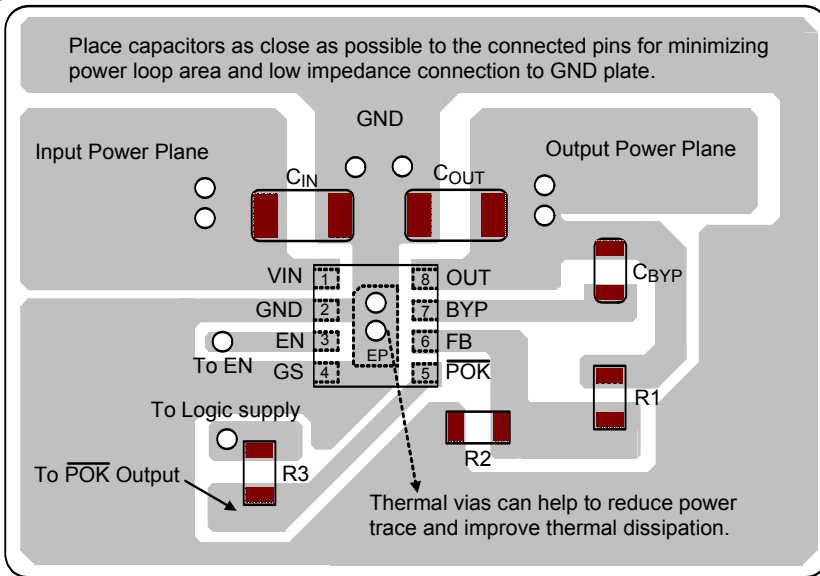 Place capacitors as close as possible to the connected pins for minimizing
power loop area and low impedance connection to GND plate.
GND
Input Power Plane
Output Power Plane
CIN
COUT
CBYP
VIN 1
8 OUT
GND 2
7 BYP
EN 3
6 FB
GS 4
5 P̅O̅K̅
EP
To EN
R1
To Logic supply
R2
R3
To P̅O̅K̅ Output
Thermal vias can help to reduce power
trace and improve thermal dissipation.